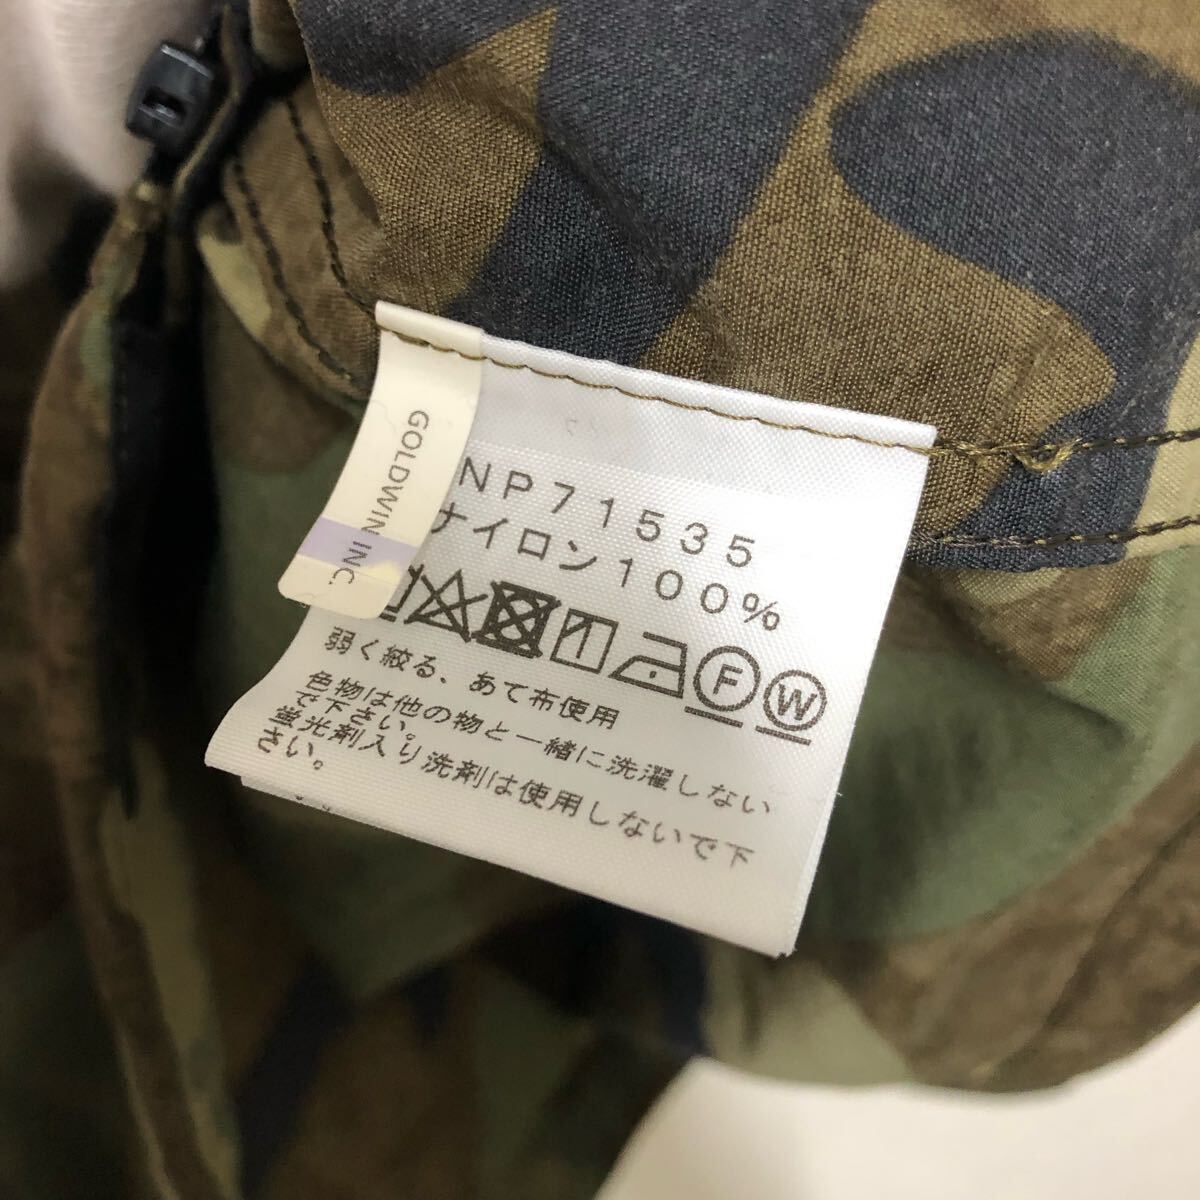 GOLDWIN INC.
NP71535
ナイロン100%
F W
弱く絞る、あて布使用
色物は他の物と一緒に洗濯しない
で下さい。
蛍光剤入り洗剤は使用しないで下
さい。